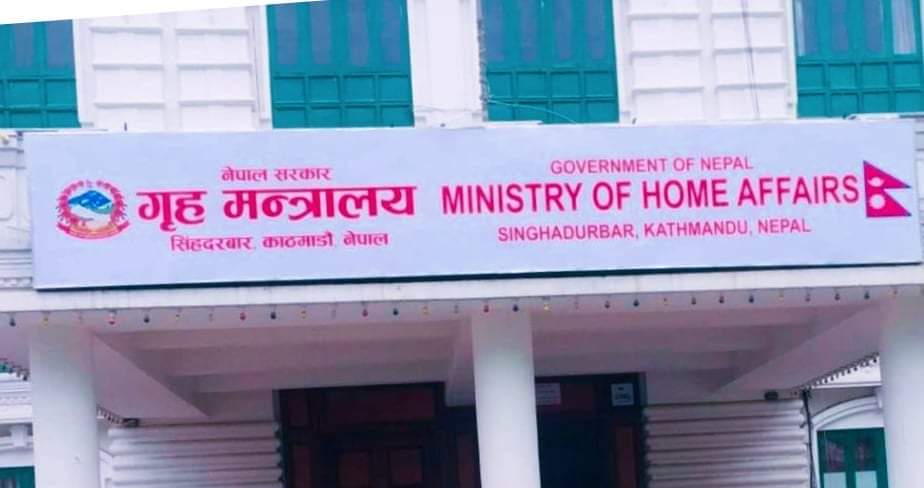 नेपाल सरकार
गृह मन्त्रालय
सिंहदरबार, काठमाडौं, नेपाल
GOVERNMENT OF NEPAL
MINISTRY OF HOME AFFAIRS
SINGHADURBAR, KATHMANDU, NEPAL